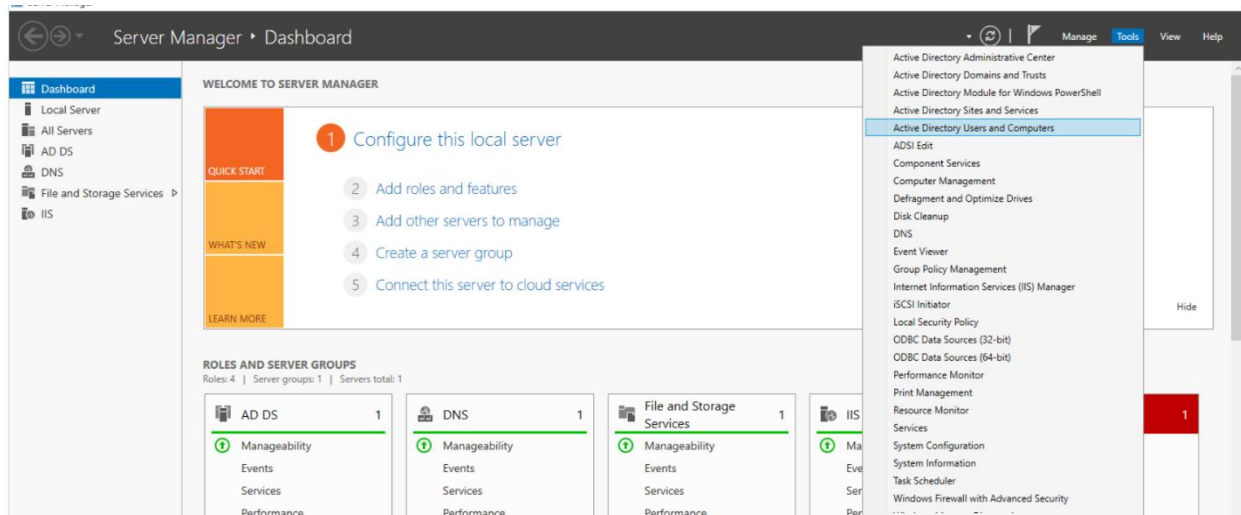 Server Manager
Server Manager • Dashboard
Manage Tools View Help
Dashboard
Local Server
All Servers
AD DS
DNS
File and Storage Services
IIS
WELCOME TO SERVER MANAGER
QUICK START
WHAT'S NEW
LEARN MORE
1 Configure this local server
2 Add roles and features
3 Add other servers to manage
4 Create a server group
5 Connect this server to cloud services
Hide
Active Directory Administrative Center
Active Directory Domains and Trusts
Active Directory Module for Windows PowerShell
Active Directory Sites and Services
Active Directory Users and Computers
ADSI Edit
Component Services
Computer Management
Defragment and Optimize Drives
Disk Cleanup
DNS
Event Viewer
Group Policy Management
Internet Information Services (IIS) Manager
iSCSI Initiator
Local Security Policy
ODBC Data Sources (32-bit)
ODBC Data Sources (64-bit)
Performance Monitor
Print Management
Resource Monitor
Services
System Configuration
System Information
Task Scheduler
Windows Firewall with Advanced Security
ROLES AND SERVER GROUPS
Roles: 4 | Server groups: 1 | Servers total: 1
AD DS 1
Manageability
Events
Services
Performance
DNS 1
Manageability
Events
Services
Performance
File and Storage Services 1
Manageability
Events
Services
Performance
IIS
Ma
Eve
Ser
Per
1